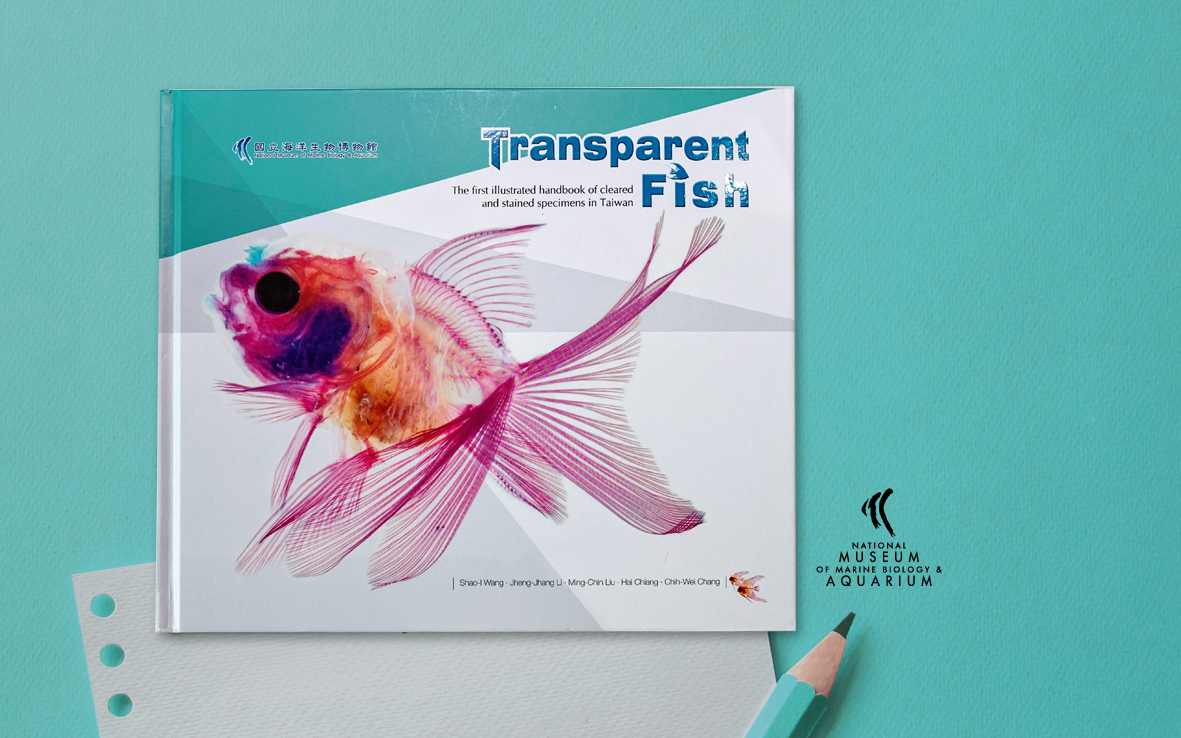 國立海洋生物博物館
National Museum of Marine Biology & Aquarium
Transparent
Fish
The first illustrated handbook of cleared
and stained specimens in Taiwan
Shao-I Wang · Jheng-Jhang Li · Ming-Chin Liu · Hai Chiang · Chih-Wei Chang
NATIONAL
MUSEUM
OF MARINE BIOLOGY &
AQUARIUM